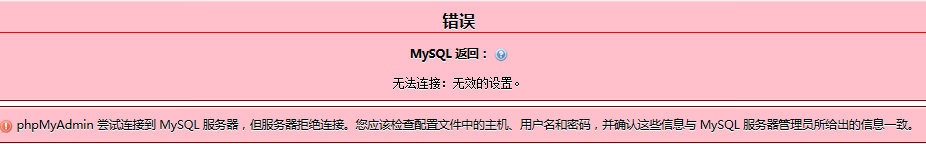 错误
MySQL 返回：
无法连接：无效的设置。
phpMyAdmin 尝试连接到 MySQL 服务器，但服务器拒绝连接。您应该检查配置文件中的主机、用户名和密码，并确认这些信息与 MySQL 服务器管理员所给出的信息一致。